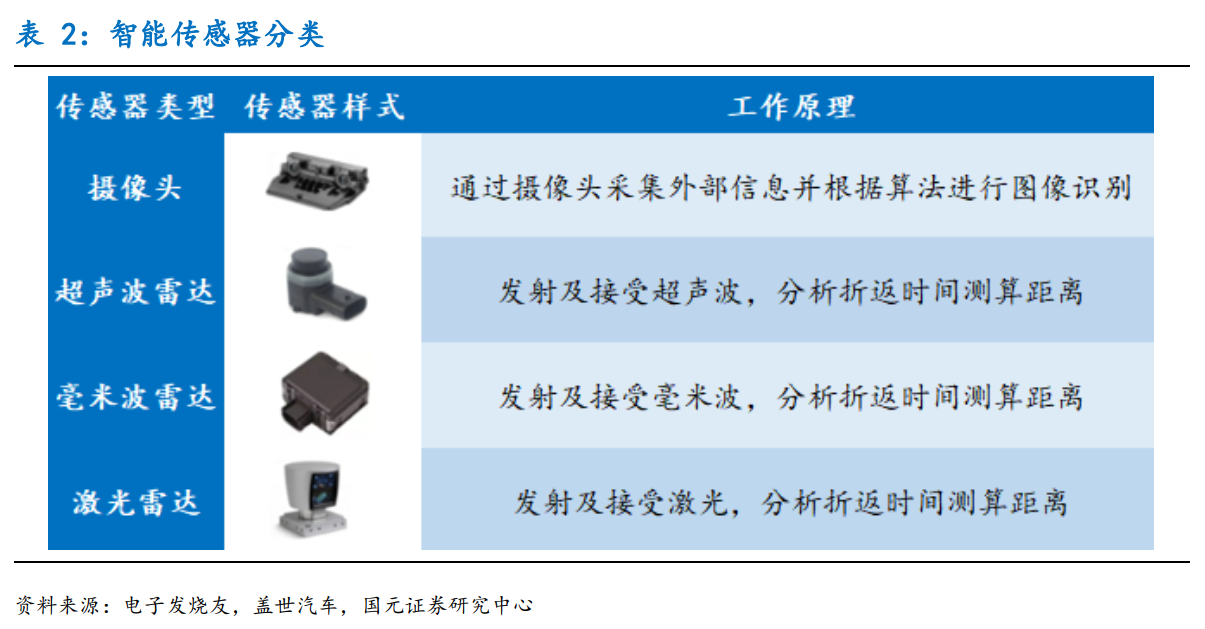 表 2：智能传感器分类
传感器类型 传感器样式 工作原理
摄像头 通过摄像头采集外部信息并根据算法进行图像识别
超声波雷达 发射及接受超声波，分析折返时间测算距离
毫米波雷达 发射及接受毫米波，分析折返时间测算距离
激光雷达 发射及接受激光，分析折返时间测算距离
资料来源：电子发烧友，盖世汽车，国元证券研究中心